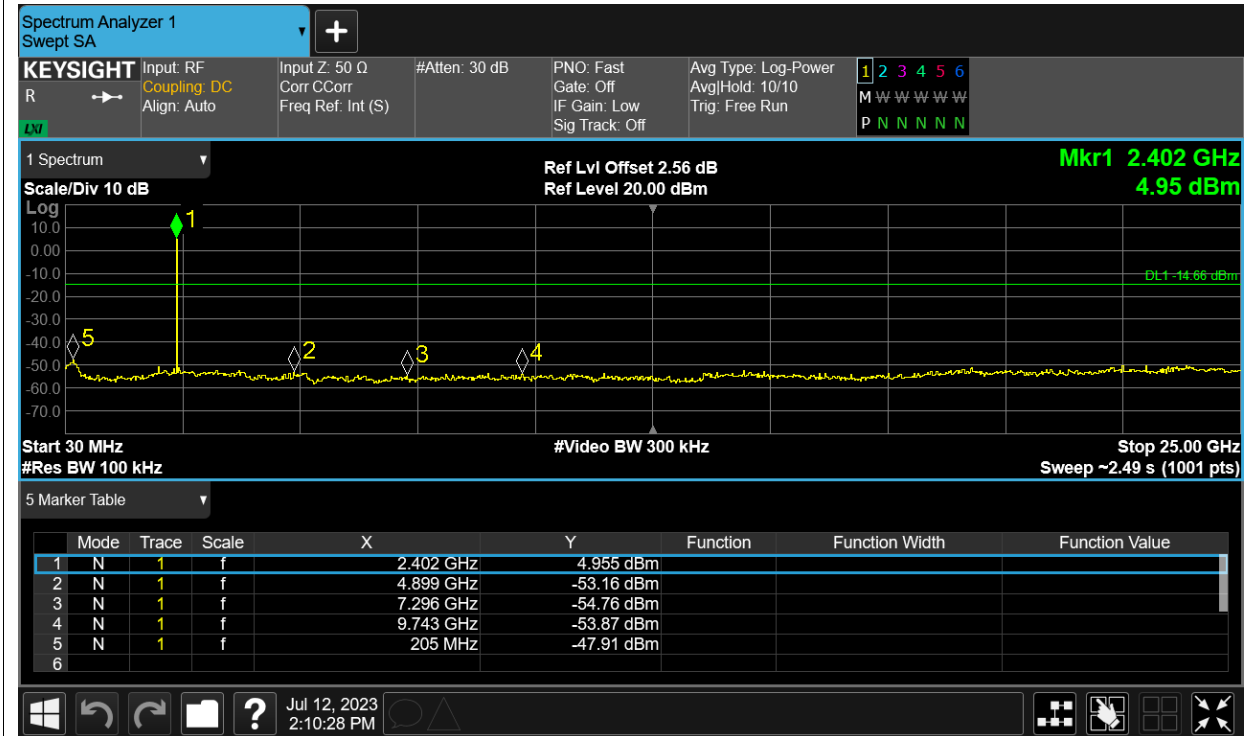 Spectrum Analyzer 1
Swept SA
KEYSIGHT
R
LXI
Input: RF
Coupling: DC
Align: Auto
Input Z: 50 Ω
Corr CCorr
Freq Ref: Int (S)
#Atten: 30 dB
PNO: Fast
Gate: Off
IF Gain: Low
Sig Track: Off
Avg Type: Log-Power
Avg|Hold: 10/10
Trig: Free Run
1 2 3 4 5 6
M W W W W W W
P N N N N N N
1 Spectrum
Scale/Div 10 dB
Ref Lvl Offset 2.56 dB
Ref Level 20.00 dBm
Mkr1 2.402 GHz
4.95 dBm
Log
10.0
0.00
-10.0
-20.0
-30.0
-40.0
-50.0
-60.0
-70.0
1
DL1 -14.66 dBm
5
2
3
4
Start 30 MHz
#Video BW 300 kHz
Stop 25.00 GHz
#Res BW 100 kHz
Sweep ~2.49 s (1001 pts)
5 Marker Table
Mode Trace Scale X Y Function Function Width Function Value
1 N 1 f 2.402 GHz 4.955 dBm
2 N 1 f 4.899 GHz -53.16 dBm
3 N 1 f 7.296 GHz -54.76 dBm
4 N 1 f 9.743 GHz -53.87 dBm
5 N 1 f 205 MHz -47.91 dBm
6
?
Jul 12, 2023
2:10:28 PM